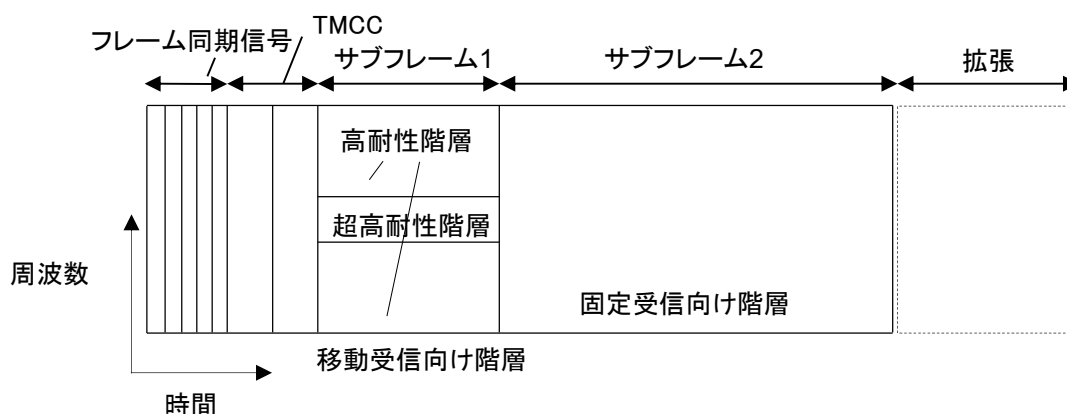 TMCC
フレーム同期信号
サブフレーム1
サブフレーム2
拡張
高耐性階層
超高耐性階層
周波数
固定受信向け階層
移動受信向け階層
時間